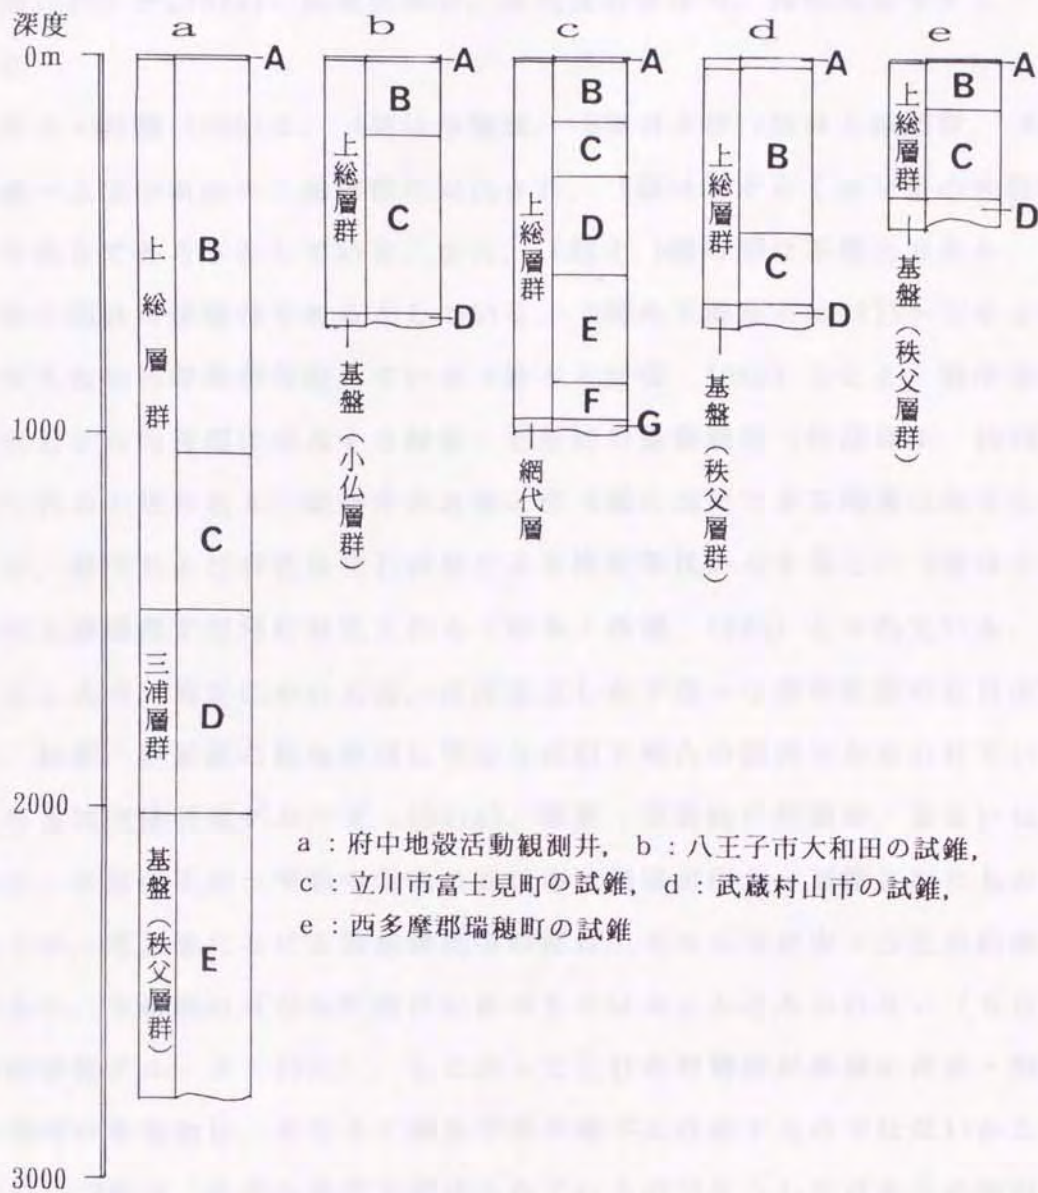 深度 a b c d e
0m
1000
2000
3000
A
B
C
D
E
上総層群
三浦層群
基盤(秩父層群)
A
B
C
D
上総層群
基盤(小仏層群)
A
B
C
D
E
F
G
上総層群
網代層
A
B
C
D
上総層群
基盤(秩父層群)
A
B
C
D
上総層群
基盤(秩父層群)
a:府中地殻活動観測井, b:八王子市大和田の試錐,
c:立川市富士見町の試錐, d:武蔵村山市の試錐,
e:西多摩郡瑞穂町の試錐